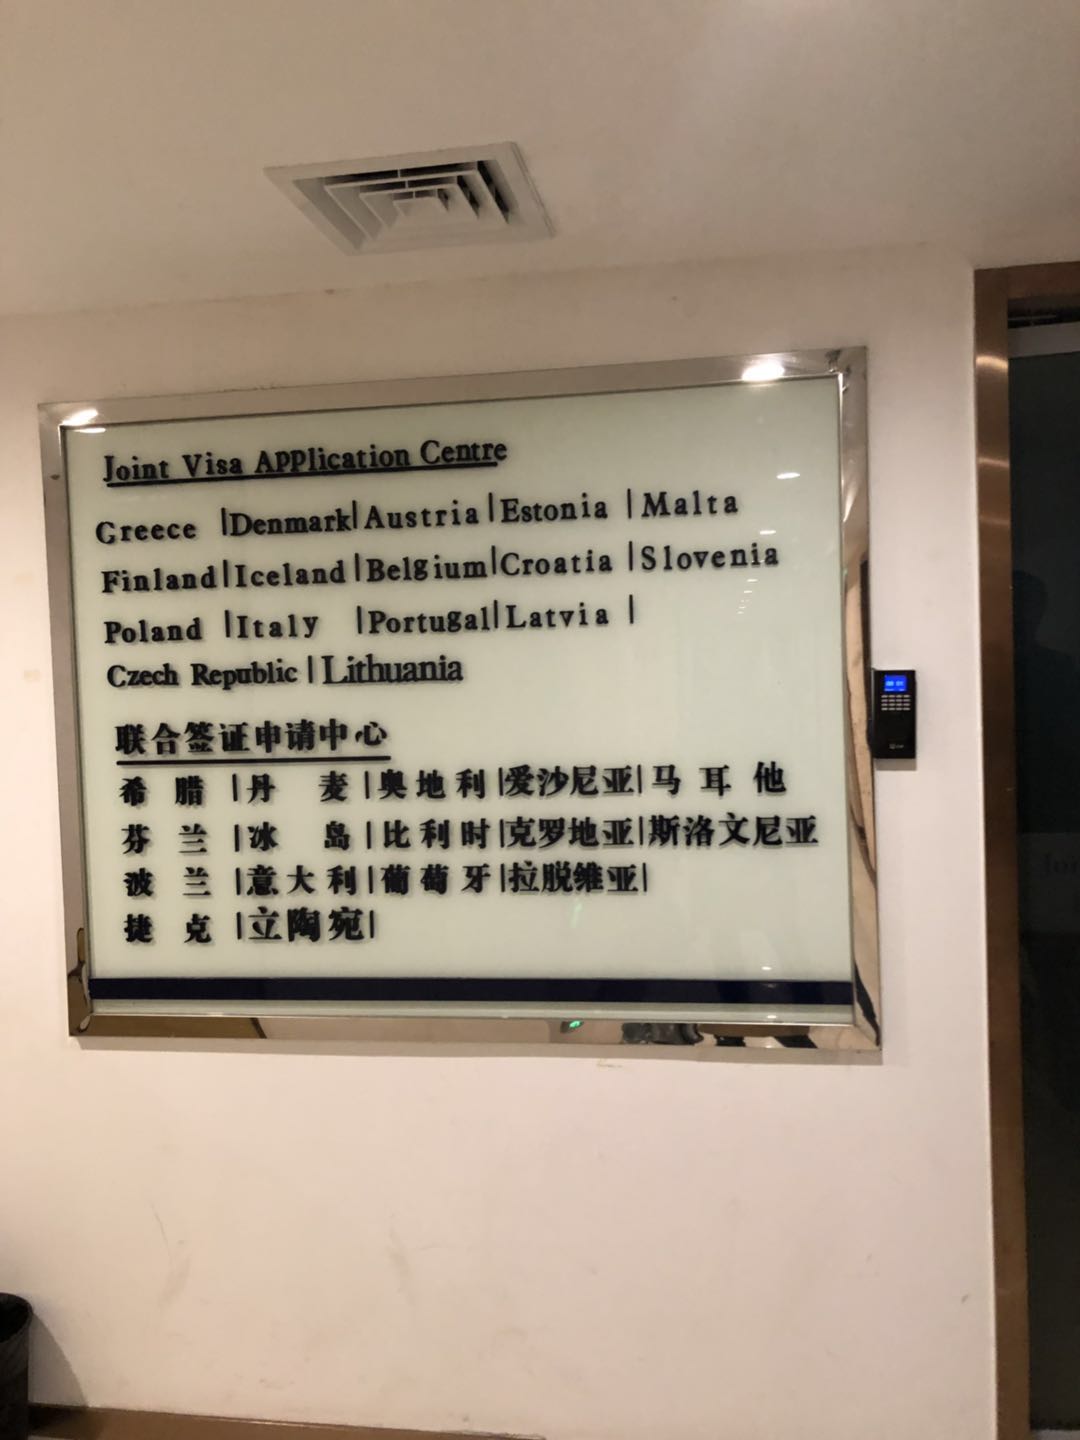 Joint Visa APPlication Centre
Greece |Denmark|Austria|Estonia |Malta
Finland|Iceland|Belgium|Croatia |Slovenia
Poland |Italy |Portugal|Latvia |
Czech Republic|Lithuania
联合签证申请中心
希 腊 |丹 麦|奥地利|爱沙尼亚|马 耳 他
芬 兰 |冰 岛|比利时|克罗地亚|斯洛文尼亚
波 兰 |意大利|葡萄牙|拉脱维亚|
捷 克 |立陶宛|